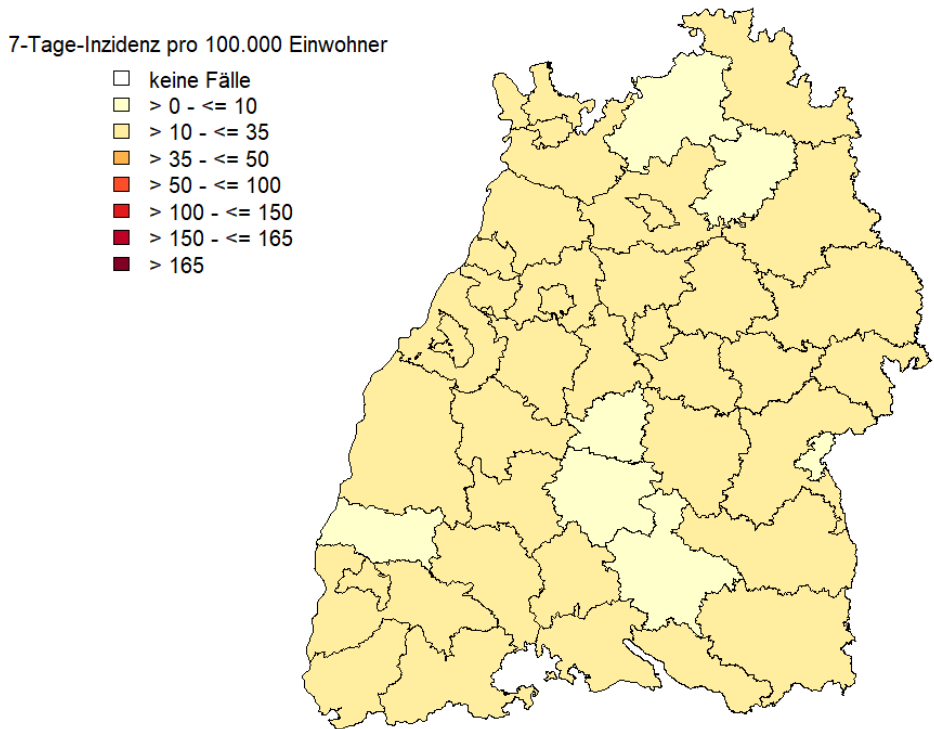 7-Tage-Inzidenz pro 100.000 Einwohner
keine Fälle
> 0 - <= 10
> 10 - <= 35
> 35 - <= 50
> 50 - <= 100
> 100 - <= 150
> 150 - <= 165
> 165